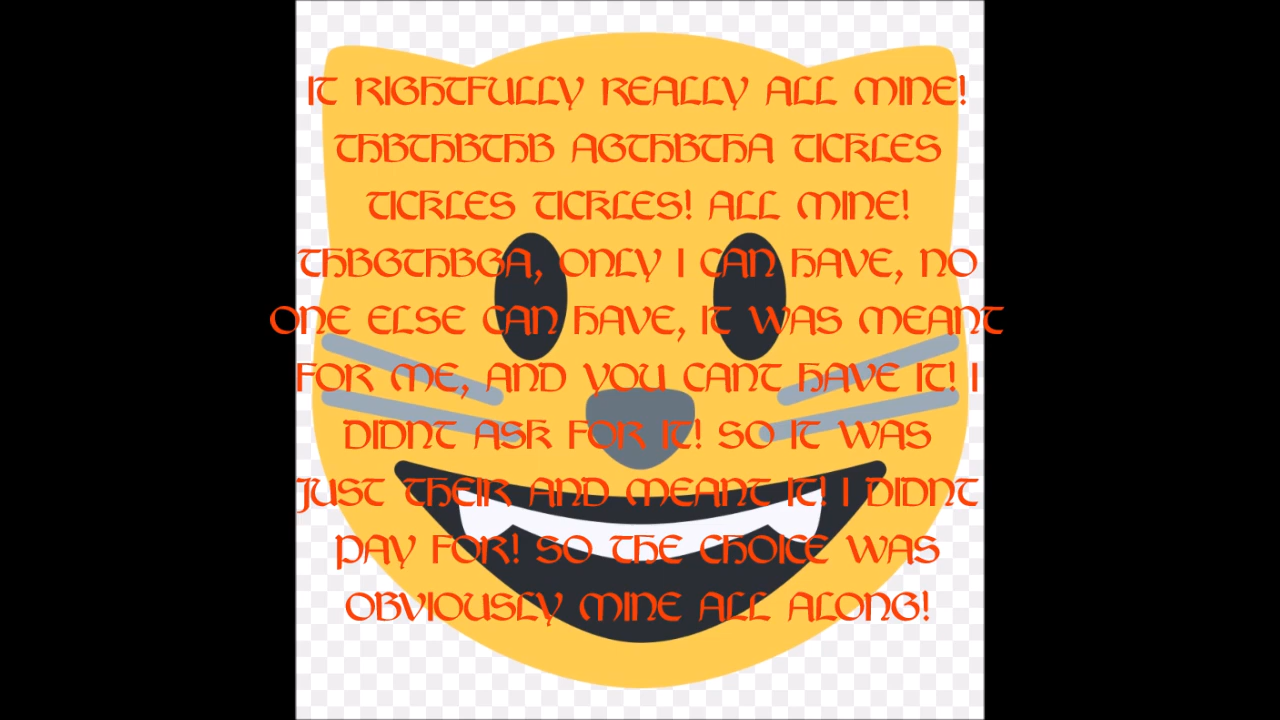 IT RIGHTFULLY REALLY ALL MINE!
THBTHBTHB AGTHBTHA TICKLES
TICKLES TICKLES! ALL MINE!
THBGTHBGA, ONLY I CAN HAVE, NO
ONE ELSE CAN HAVE, IT WAS MEANT
FOR ME, AND YOU CANT HAVE IT! I
DIDNT ASK FOR IT! SO IT WAS
JUST THEIR AND MEANT IT! I DIDNT
PAY FOR! SO THE CHOICE WAS
OBVIOUSLY MINE ALL ALONG!